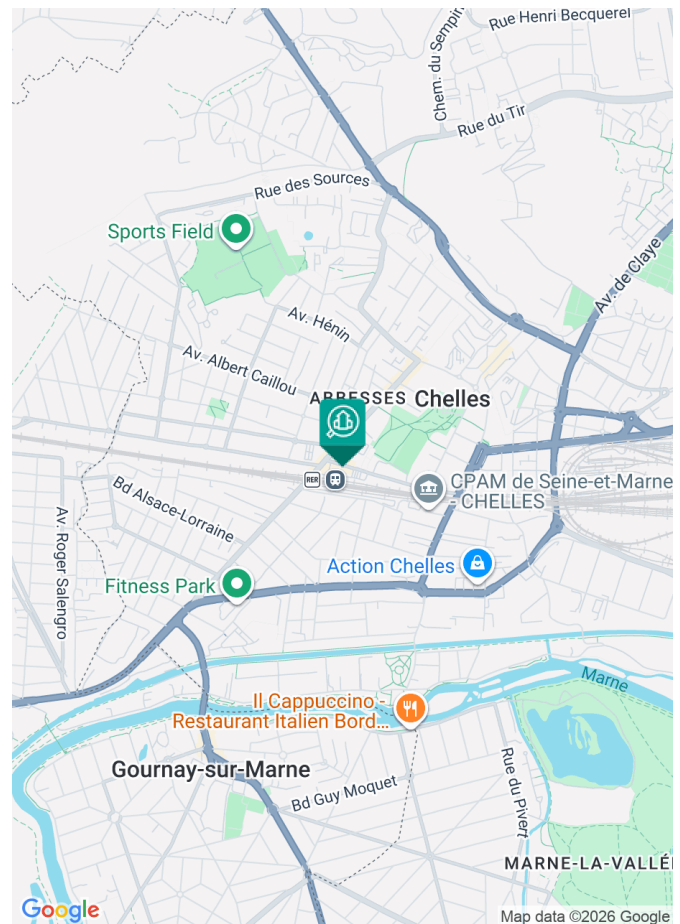 Rue Henri Becquerel
Chem. du Sempin
Rue du Tir
Rue des Sources
Sports Field
Av. de Claye
Av. Hénin
Av. Albert Caillou
ABBESSES
Chelles
RER
CPAM de Seine-et-Marne
- CHELLES
Bd Alsace-Lorraine
Av. Roger Salengro
Action Chelles
Fitness Park
Marne
Il Cappuccino -
Restaurant Italien Bord...
Gournay-sur-Marne
Bd Guy Moquet
Rue du Pivert
MARNE-LA-VALLÉ
Google
Map data ©2026 Google